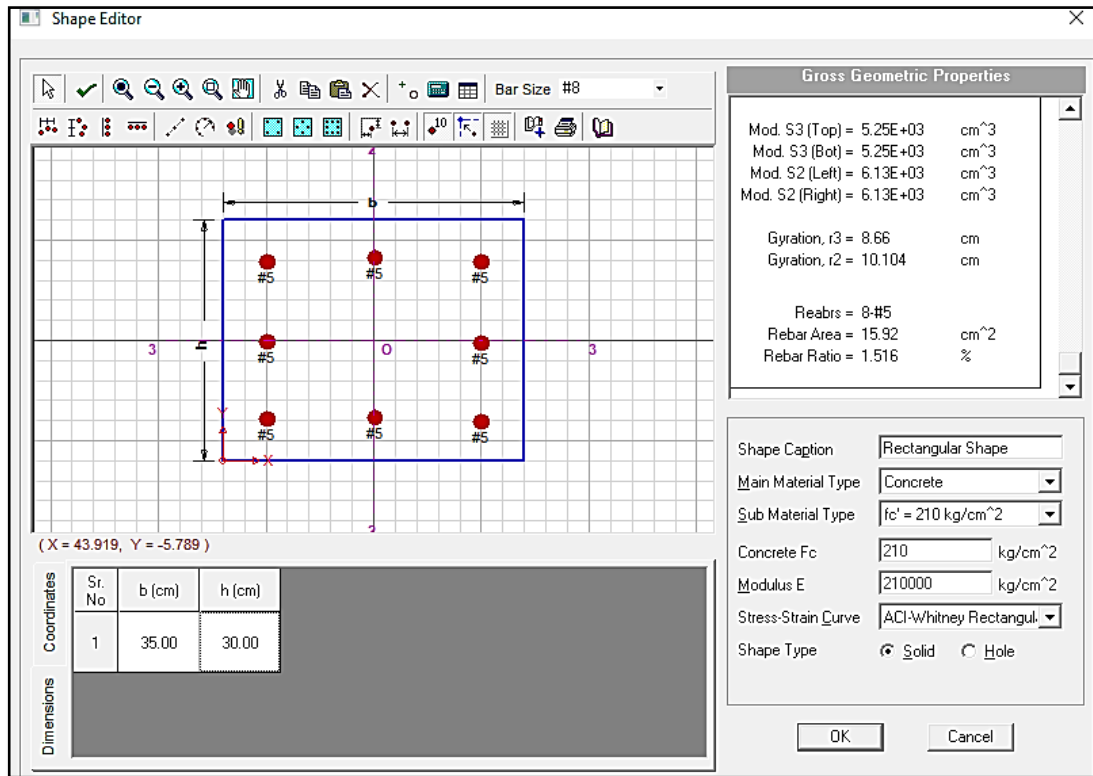 Shape Editor
Bar Size #8
10
Gross Geometric Properties
Mod. S3 (Top) = 5.25E+03 cm^3
Mod. S3 (Bot) = 5.25E+03 cm^3
Mod. S2 (Left) = 6.13E+03 cm^3
Mod. S2 (Right) = 6.13E+03 cm^3
Gyration, r3 = 8.66 cm
Gyration, r2 = 10.104 cm
Reabrs = 8-#5
Rebar Area = 15.92 cm^2
Rebar Ratio = 1.516 %
b
#5 #5 #5
3 h O 3
#5 #5
Y
#5 #5 #5
X
(X = 43.919, Y = -5.789 )
Coordinates
Dimensions
Sr. No b (cm) h (cm)
1 35.00 30.00
Shape Caption Rectangular Shape
Main Material Type Concrete
Sub Material Type fc' = 210 kg/cm^2
Concrete Fc 210 kg/cm^2
Modulus E 210000 kg/cm^2
Stress-Strain Curve ACI-Whitney Rectangul
Shape Type Solid Hole
OK Cancel